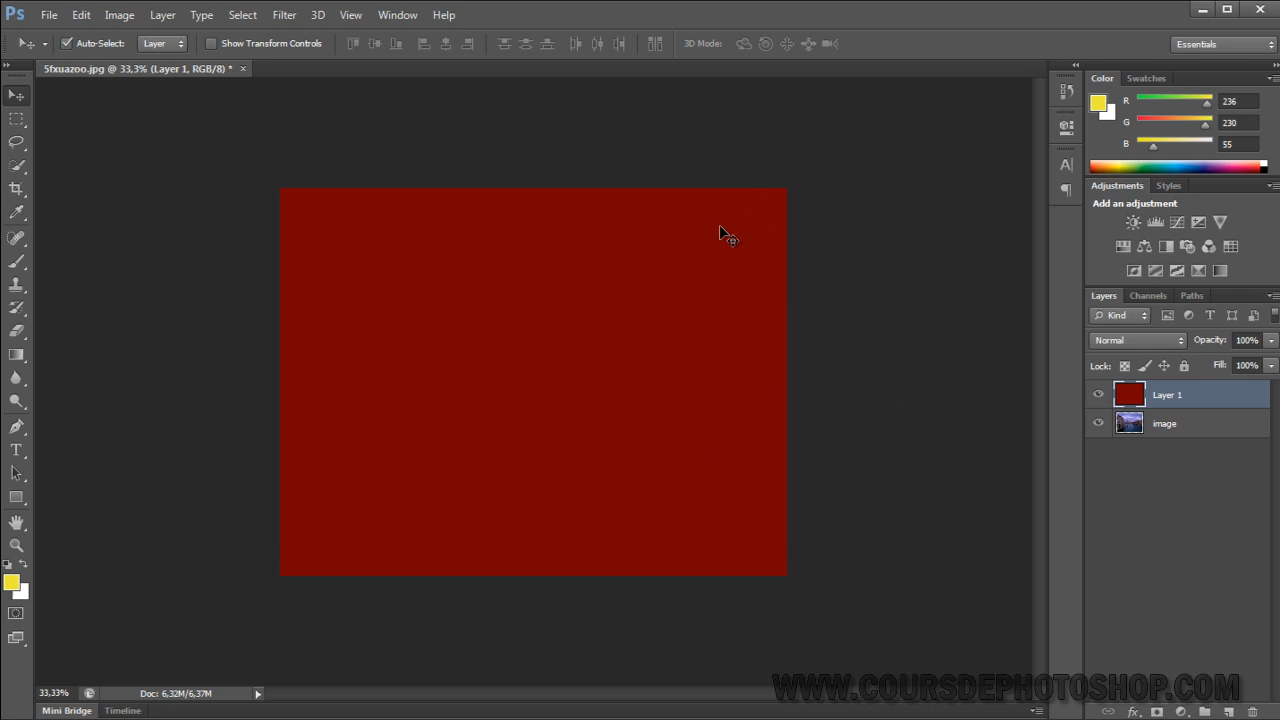 Ps File Edit Image Layer Type Select Filter 3D View Window Help
Auto-Select: Layer Show Transform Controls 3D Mode: Essentials
5fxuazoo.jpg @ 33,3% (Layer 1, RGB/8) * ×
Color Swatches
R 236
G 230
B 55
Adjustments Styles
Add an adjustment
Layers Channels Paths
Kind
Normal Opacity: 100%
Lock: Fill: 100%
Layer 1
image
33,33% Doc: 6,32M/6,37M
WWW.COURSDEPHOTOSHOP.COM
Mini Bridge Timeline